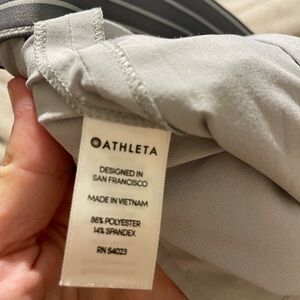 ATHLETA
DESIGNED IN
SAN FRANCISCO
MADE IN VIETNAM
86% POLYESTER
14% SPANDEX
RN 54023